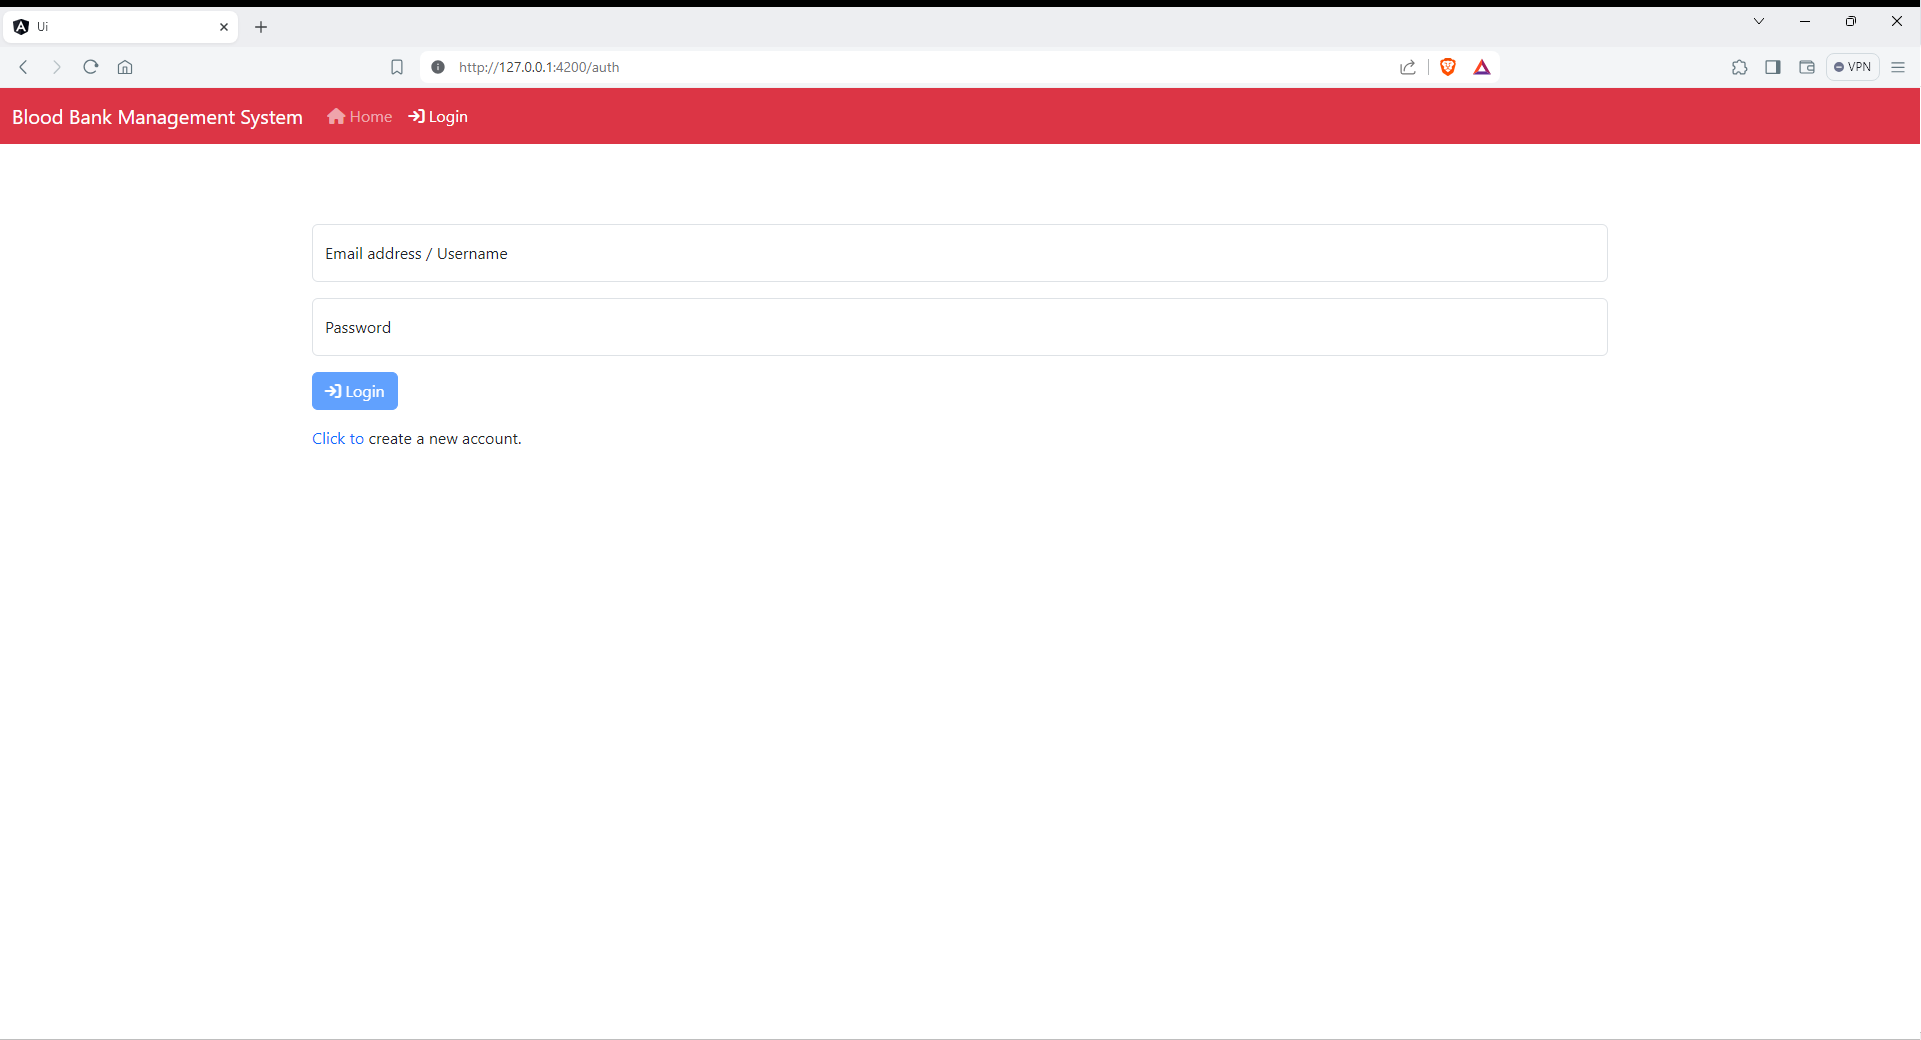 Ui
http://127.0.0.1:4200/auth
VPN
Blood Bank Management System Home Login
Email address / Username
Password
Login
Click to create a new account.